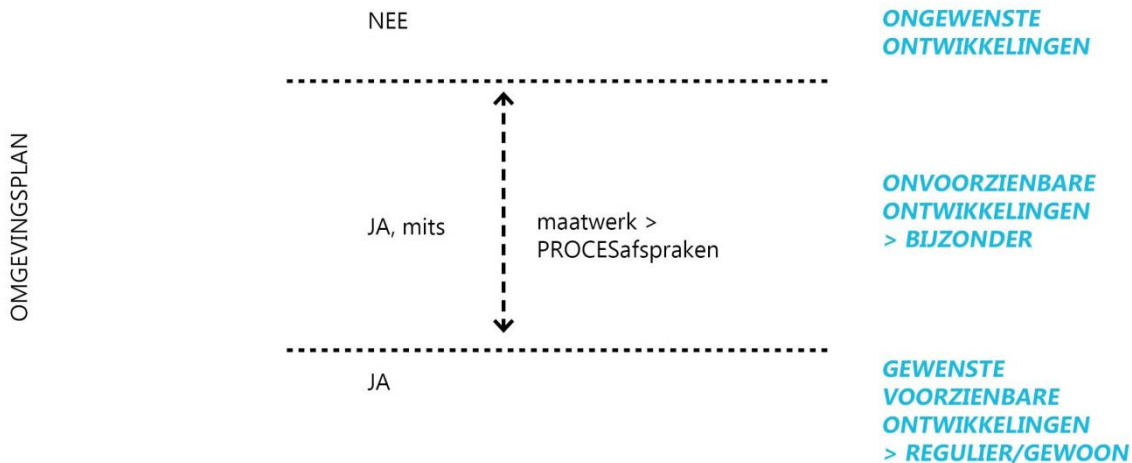 OMGEVINGSPLAN
NEE
ONGEWENSTE
ONTWIKKELINGEN
JA, mits
maatwerk >
PROCESafspraken
ONVOORZIENBARE
ONTWIKKELINGEN
> BIJZONDER
JA
GEWENSTE
VOORZIENBARE
ONTWIKKELINGEN
> REGULIER/GEWOON